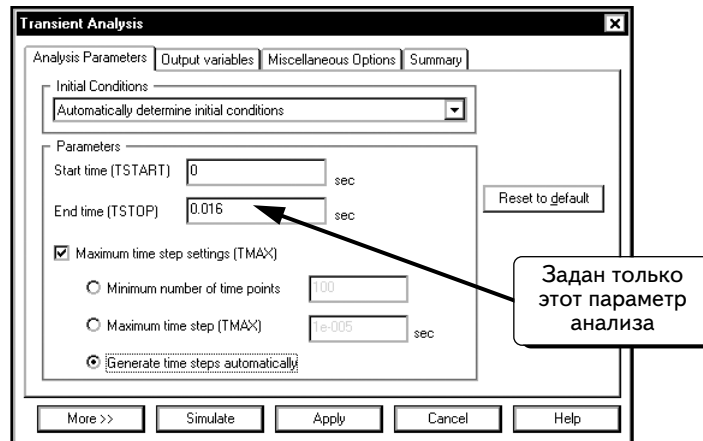 Transient Analysis
Analysis Parameters
Output variables
Miscellaneous Options
Summary
Initial Conditions
Automatically determine initial conditions
Parameters
Start time (TSTART) 0 sec
End time (TSTOP) 0.016 sec
Reset to default
Maximum time step settings (TMAX)
Minimum number of time points 100
Maximum time step (TMAX) 1e-005 sec
Generate time steps automatically
Задан только
этот параметр
анализа
More >>
Simulate
Apply
Cancel
Help